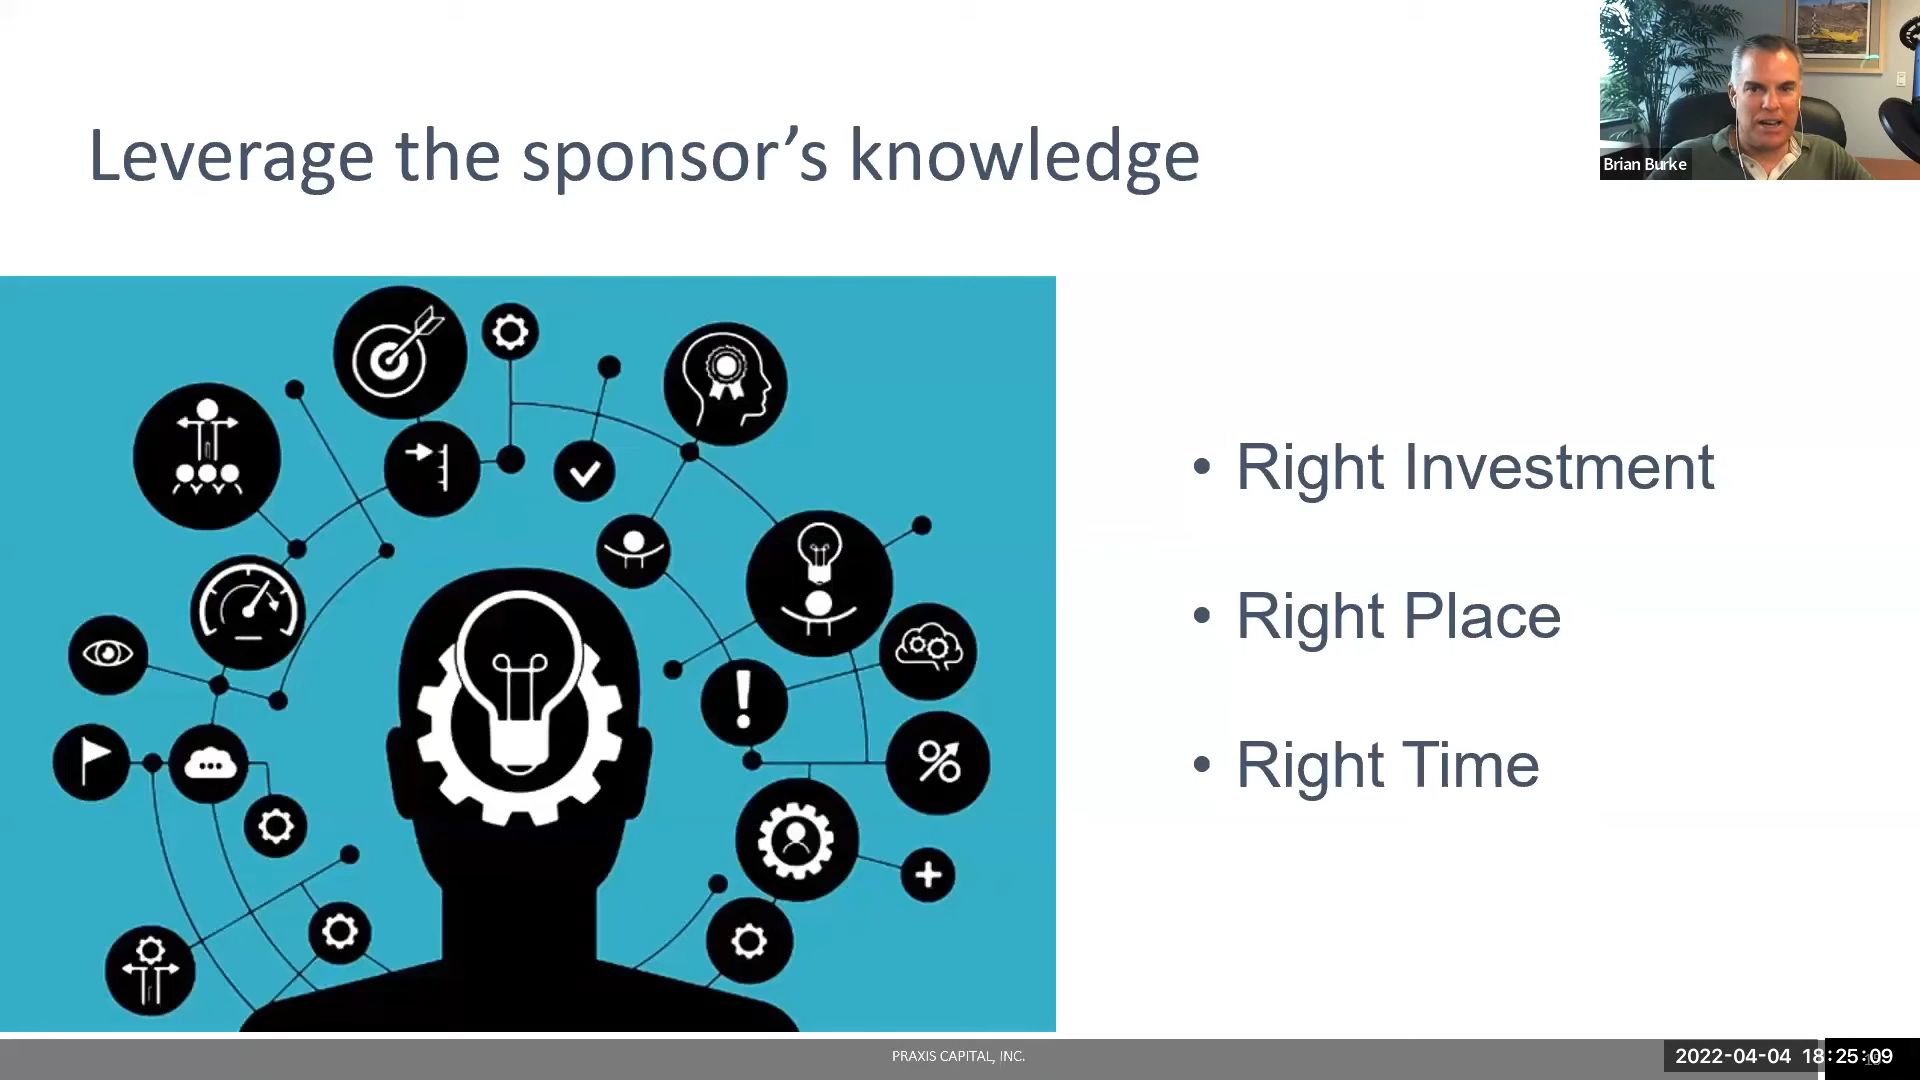 Leverage the sponsor’s knowledge
Brian Burke
• Right Investment
• Right Place
• Right Time
PRAXIS CAPITAL, INC.
2022-04-04 18:25:09